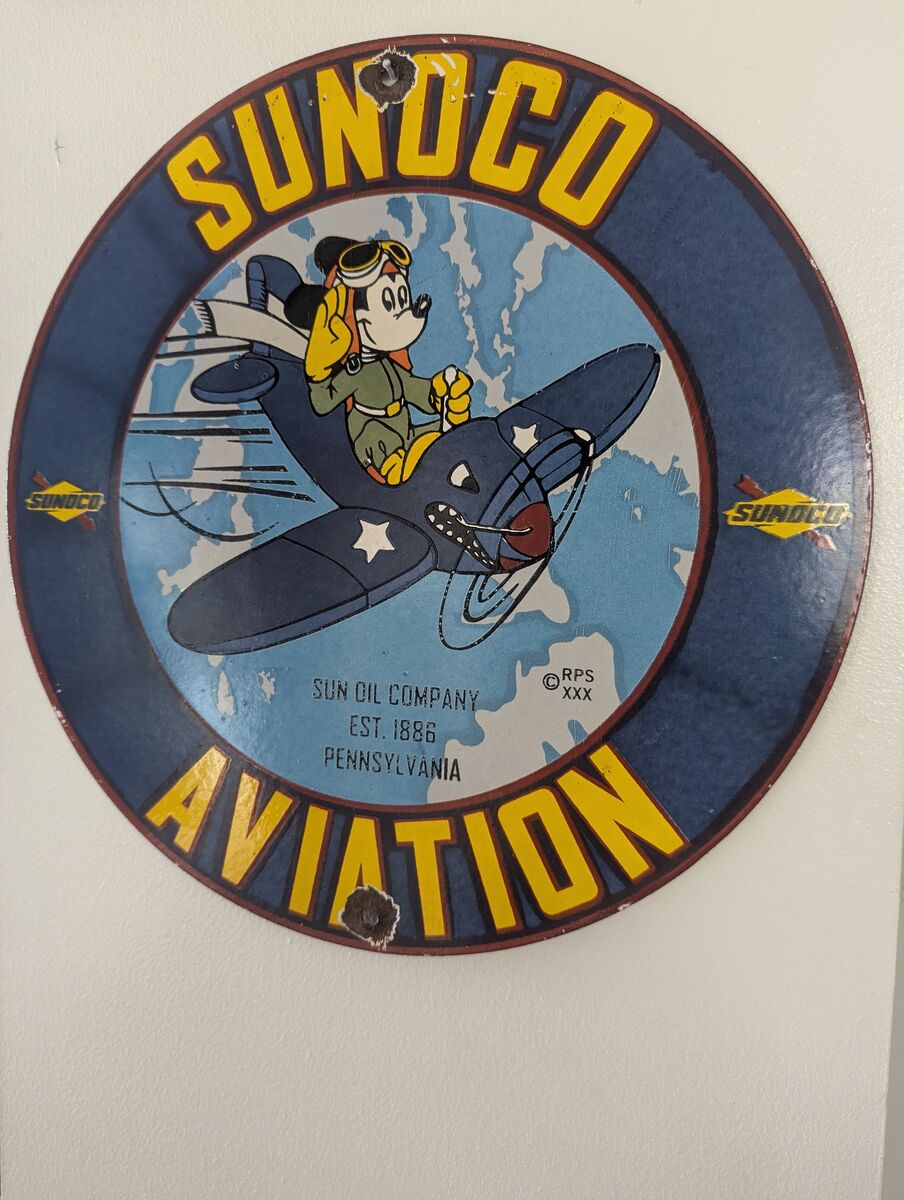 SUNOCO
SUNOCO
SUNOCO
SUN OIL COMPANY
EST. 1886
PENNSYLVANIA
© RPS
XXX
AVIATION